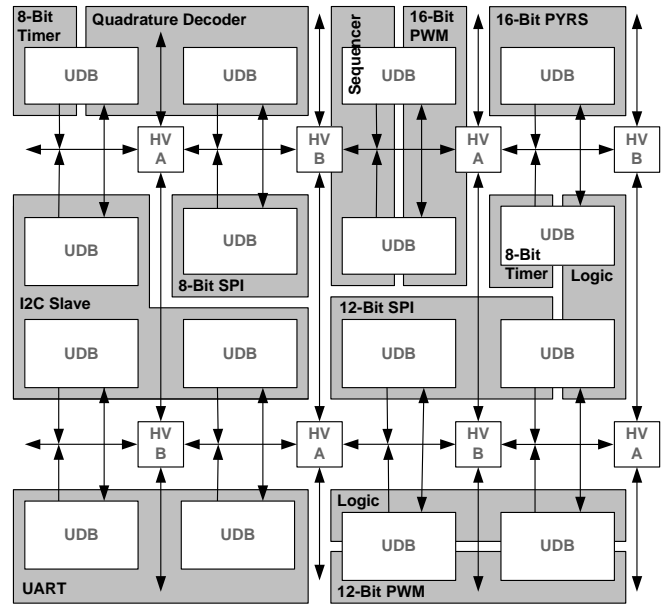 8-Bit
Timer
Quadrature Decoder
Sequencer
16-Bit
PWM
16-Bit PYRS
UDB
UDB
UDB
UDB
HV
A
HV
B
HV
A
HV
B
UDB
UDB
UDB
UDB
8-Bit SPI
8-Bit
Timer
Logic
I2C Slave
12-Bit SPI
UDB
UDB
UDB
UDB
HV
B
HV
A
HV
B
HV
A
Logic
UDB
UDB
UDB
UDB
UART
12-Bit PWM